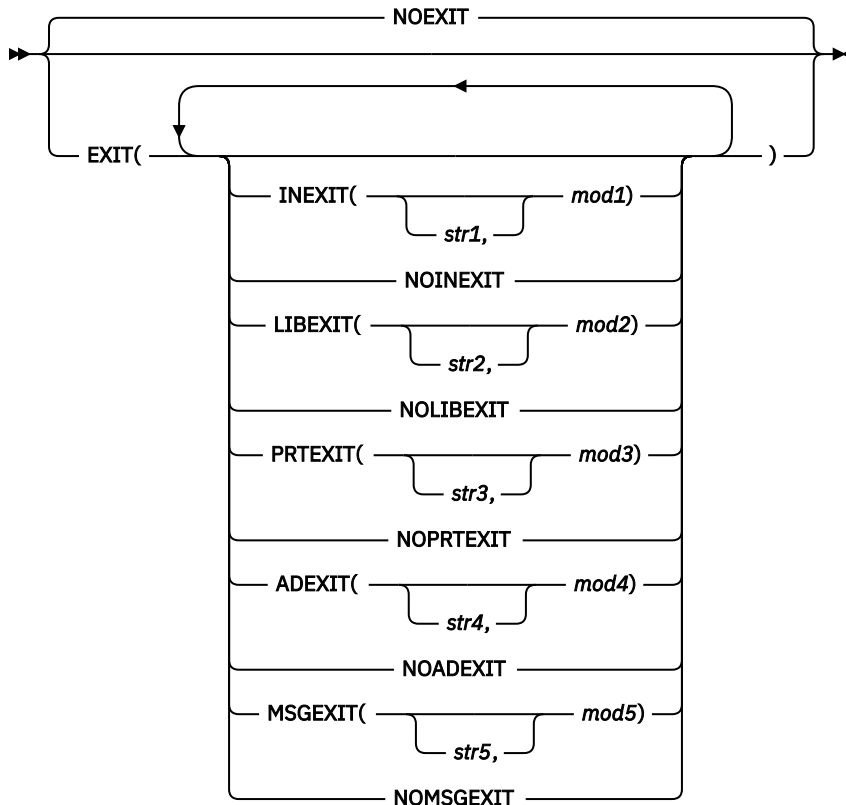 NOEXIT
EXIT( )
INEXIT( mod1)
str1,
NOINEXIT
LIBEXIT( mod2)
str2,
NOLIBEXIT
PRTEXIT( mod3)
str3,
NOPRTEXIT
ADEXIT( mod4)
str4,
NOADEXIT
MSGEXIT( mod5)
str5,
NOMSGEXIT